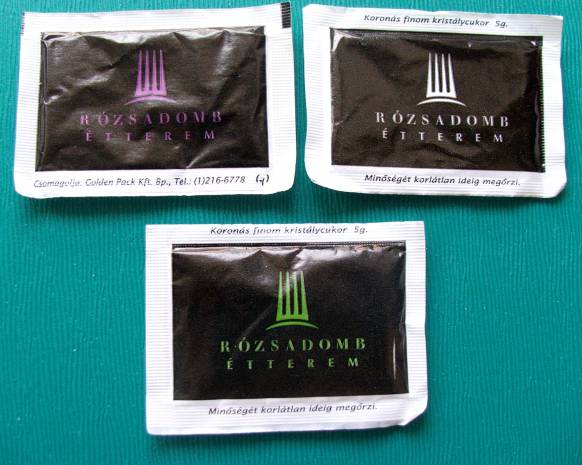 RÓZSADOMB
ÉTTEREM
Csomagolja: Golden Pack Kft. Bp., Tel.: (1)216-6778
Koronás finom kristálycukor 5g.
RÓZSADOMB
ÉTTEREM
Minőségét korlátlan ideig megőrzi.
Koronás finom kristálycukor 5g.
RÓZSADOMB
ÉTTEREM
Minőségét korlátlan ideig megőrzi.